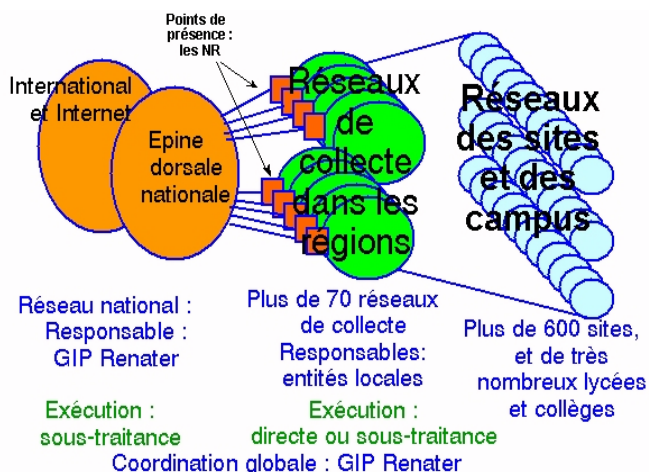 Points de
présence :
les NR
International
et Internet
Epine
dorsale
nationale
Réseaux
de
collecte
dans les
régions
Réseaux
des sites
et des
campus
Réseau national :
Responsable :
GIP Renater
Plus de 70 réseaux
de collecte
Responsables:
entités locales
Plus de 600 sites,
et de très
nombreux lycées
et collèges
Exécution :
sous-traitance
Exécution :
directe ou sous-traitance
Coordination globale : GIP Renater